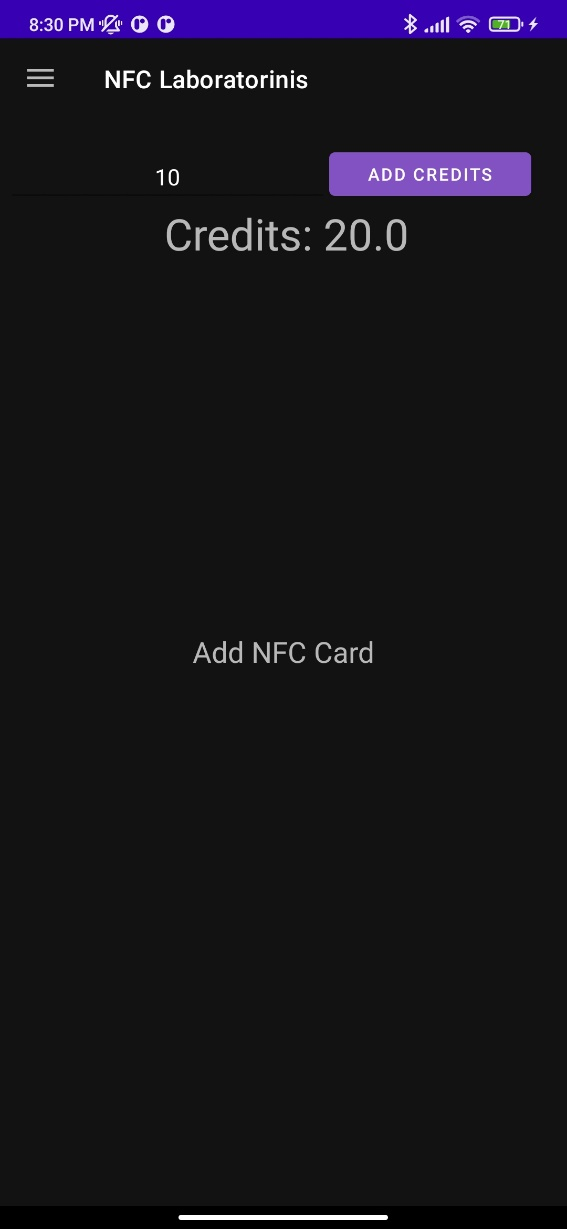 8:30 PM 71
NFC Laboratorinis
10 ADD CREDITS
Credits: 20.0
Add NFC Card